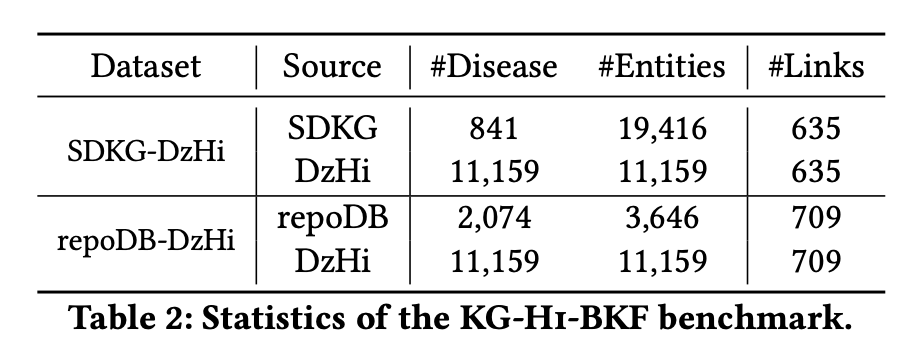 Dataset Source #Disease #Entities #Links
SDKG-DzHi SDKG 841 19,416 635
DzHi 11,159 11,159 635
repoDB-DzHi repoDB 2,074 3,646 709
DzHi 11,159 11,159 709
Table 2: Statistics of the KG-Hi-BKF benchmark.